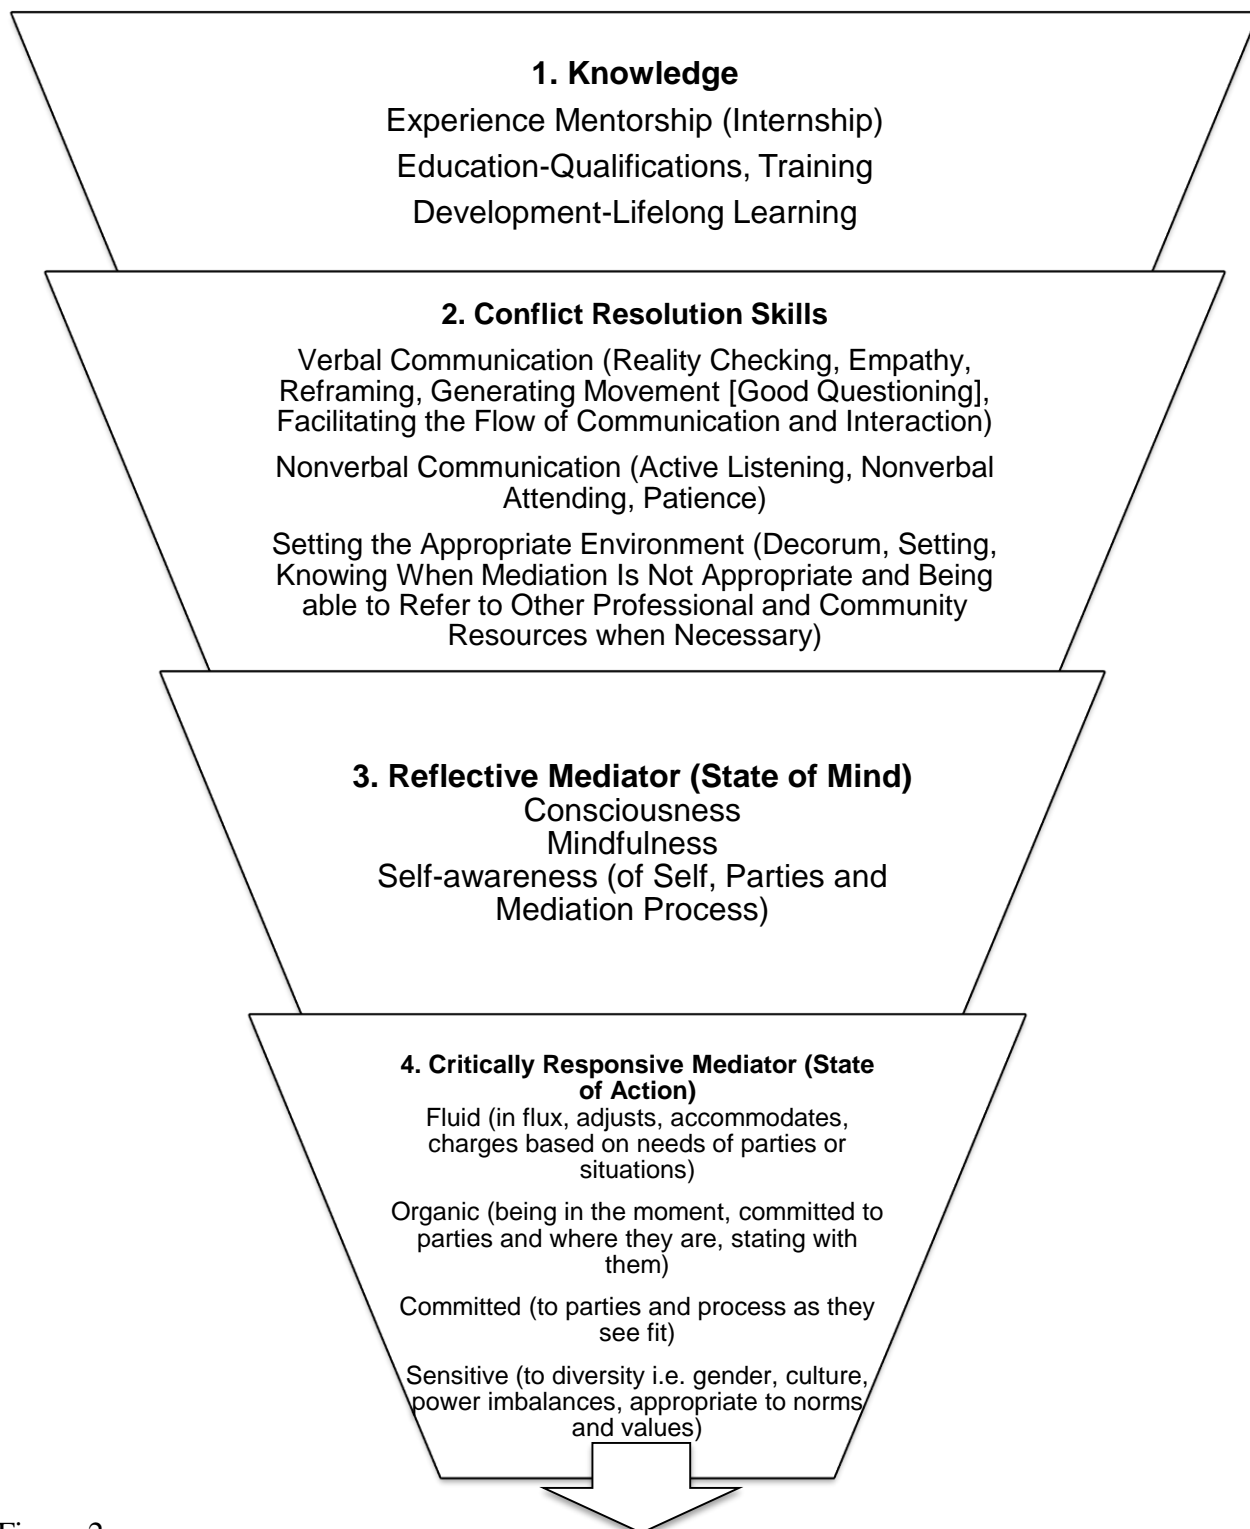 1. Knowledge
Experience Mentorship (Internship)
Education-Qualifications, Training
Development-Lifelong Learning
2. Conflict Resolution Skills
Verbal Communication (Reality Checking, Empathy,
Reframing, Generating Movement [Good Questioning],
Facilitating the Flow of Communication and Interaction)
Nonverbal Communication (Active Listening, Nonverbal
Attending, Patience)
Setting the Appropriate Environment (Decorum, Setting,
Knowing When Mediation Is Not Appropriate and Being
able to Refer to Other Professional and Community
Resources when Necessary)
3. Reflective Mediator (State of Mind)
Consciousness
Mindfulness
Self-awareness (of Self, Parties and
Mediation Process)
4. Critically Responsive Mediator (State
of Action)
Fluid (in flux, adjusts, accommodates,
charges based on needs of parties or
situations)
Organic (being in the moment, committed to
parties and where they are, stating with
them)
Committed (to parties and process as they
see fit)
Sensitive (to diversity i.e. gender, culture,
power imbalances, appropriate to norms
and values)